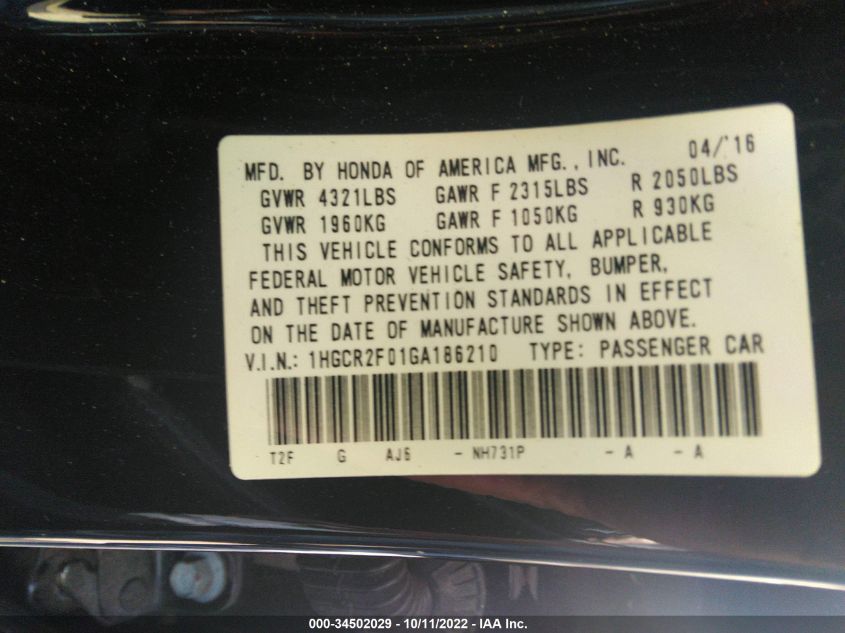 MFD. BY HONDA OF AMERICA MFG., INC. 04/'16
GVWR 4321LBS GAWR F 2315LBS R 2050LBS
GVWR 1960KG GAWR F 1050KG R 930KG
THIS VEHICLE CONFORMS TO ALL APPLICABLE
FEDERAL MOTOR VEHICLE SAFETY, BUMPER,
AND THEFT PREVENTION STANDARDS IN EFFECT
ON THE DATE OF MANUFACTURE SHOWN ABOVE.
V.I.N.: 1HGCR2F01GA186210 TYPE: PASSENGER CAR
T2F G AJ6 - NH731P - A - A
000-34502029 - 10/11/2022 - IAA Inc.